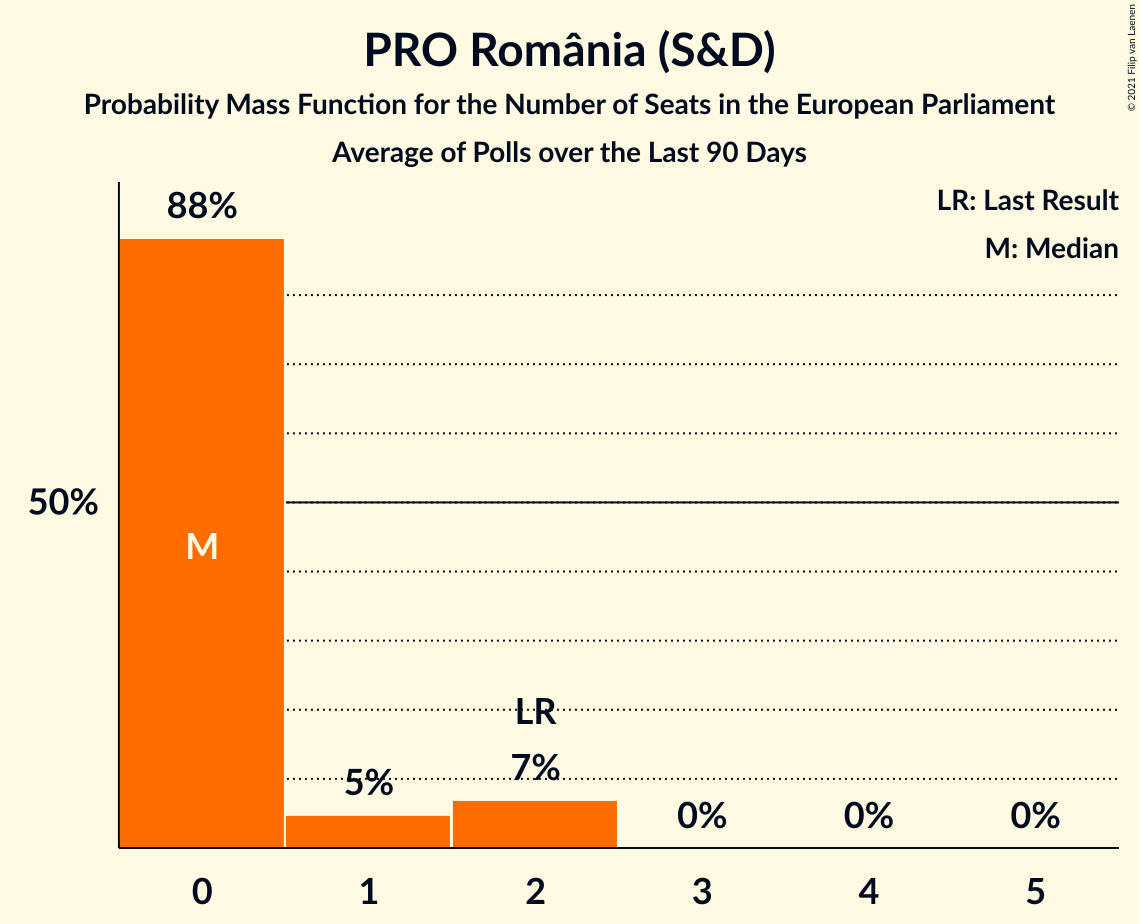 PRO România (S&D)
Probability Mass Function for the Number of Seats in the European Parliament
Average of Polls over the Last 90 Days
© 2021 Filip van Laenen
LR: Last Result
M: Median
88%
50%
M
LR
5%
7%
0%
0%
0%
0
1
2
3
4
5